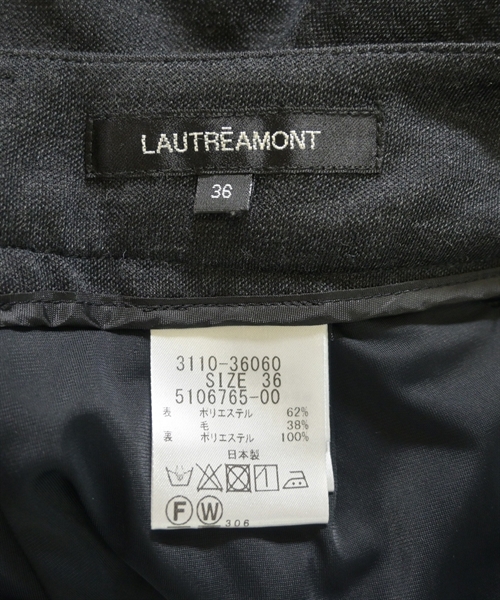 LAUTRĒAMONT
36
3110-36060
SIZE 36
5106765-00
表 ポリエステル 62%
毛 38%
裏 ポリエステル 100%
日本製
F W
306